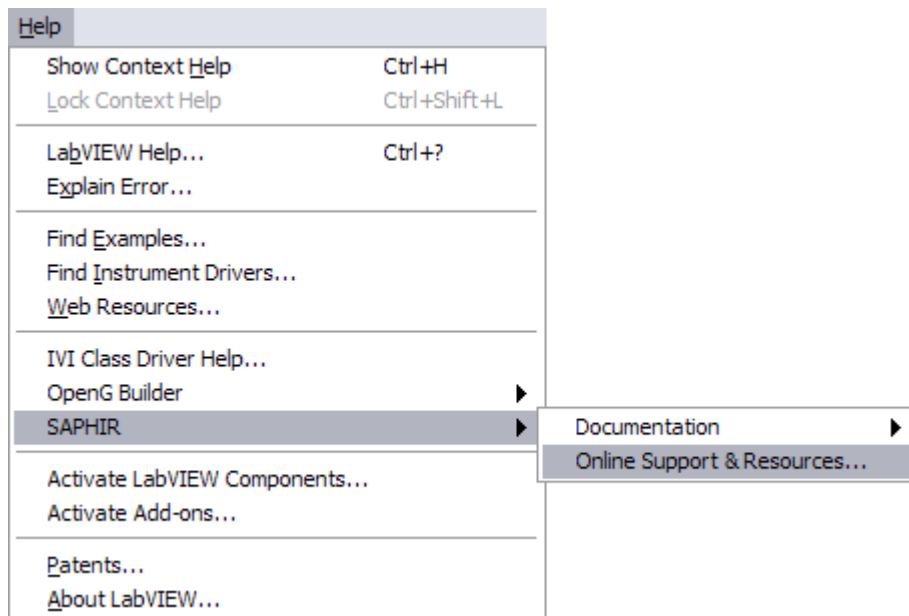 Help
Show Context Help Ctrl+H
Lock Context Help Ctrl+Shift+L
LabVIEW Help... Ctrl+?
Explain Error...
Find Examples...
Find Instrument Drivers...
Web Resources...
IVI Class Driver Help...
OpenG Builder
SAPHIR
Documentation
Online Support & Resources...
Activate LabVIEW Components...
Activate Add-ons...
Patents...
About LabVIEW...